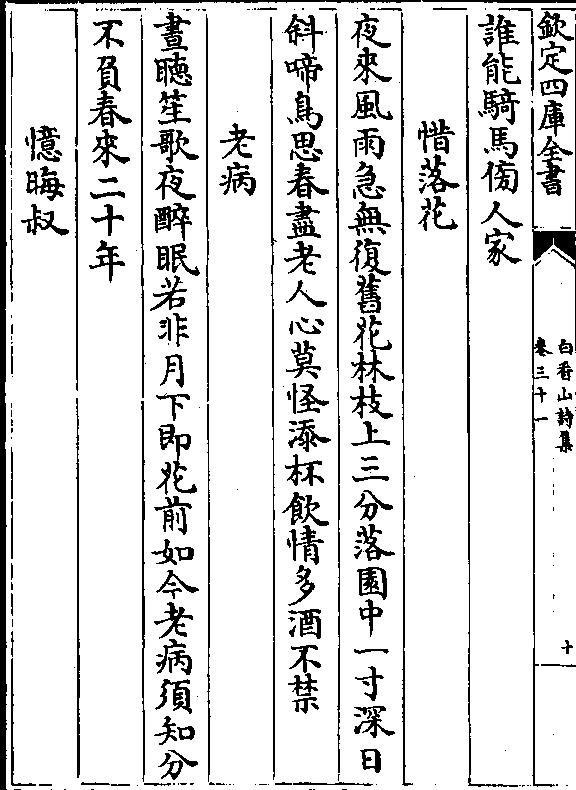 欽定四庫全書
白香山詩集
卷三十一
十
誰能騎馬傍人家
惜落花
夜來風雨急無復舊花林枝上三分落園中一寸深日
斜啼鳥思春盡老人心莫怪添杯飲情多酒不禁
老病
晝聽笙歌夜醉眠若非月下即花前如今老病須知分
不負春來二十年
憶晦叔